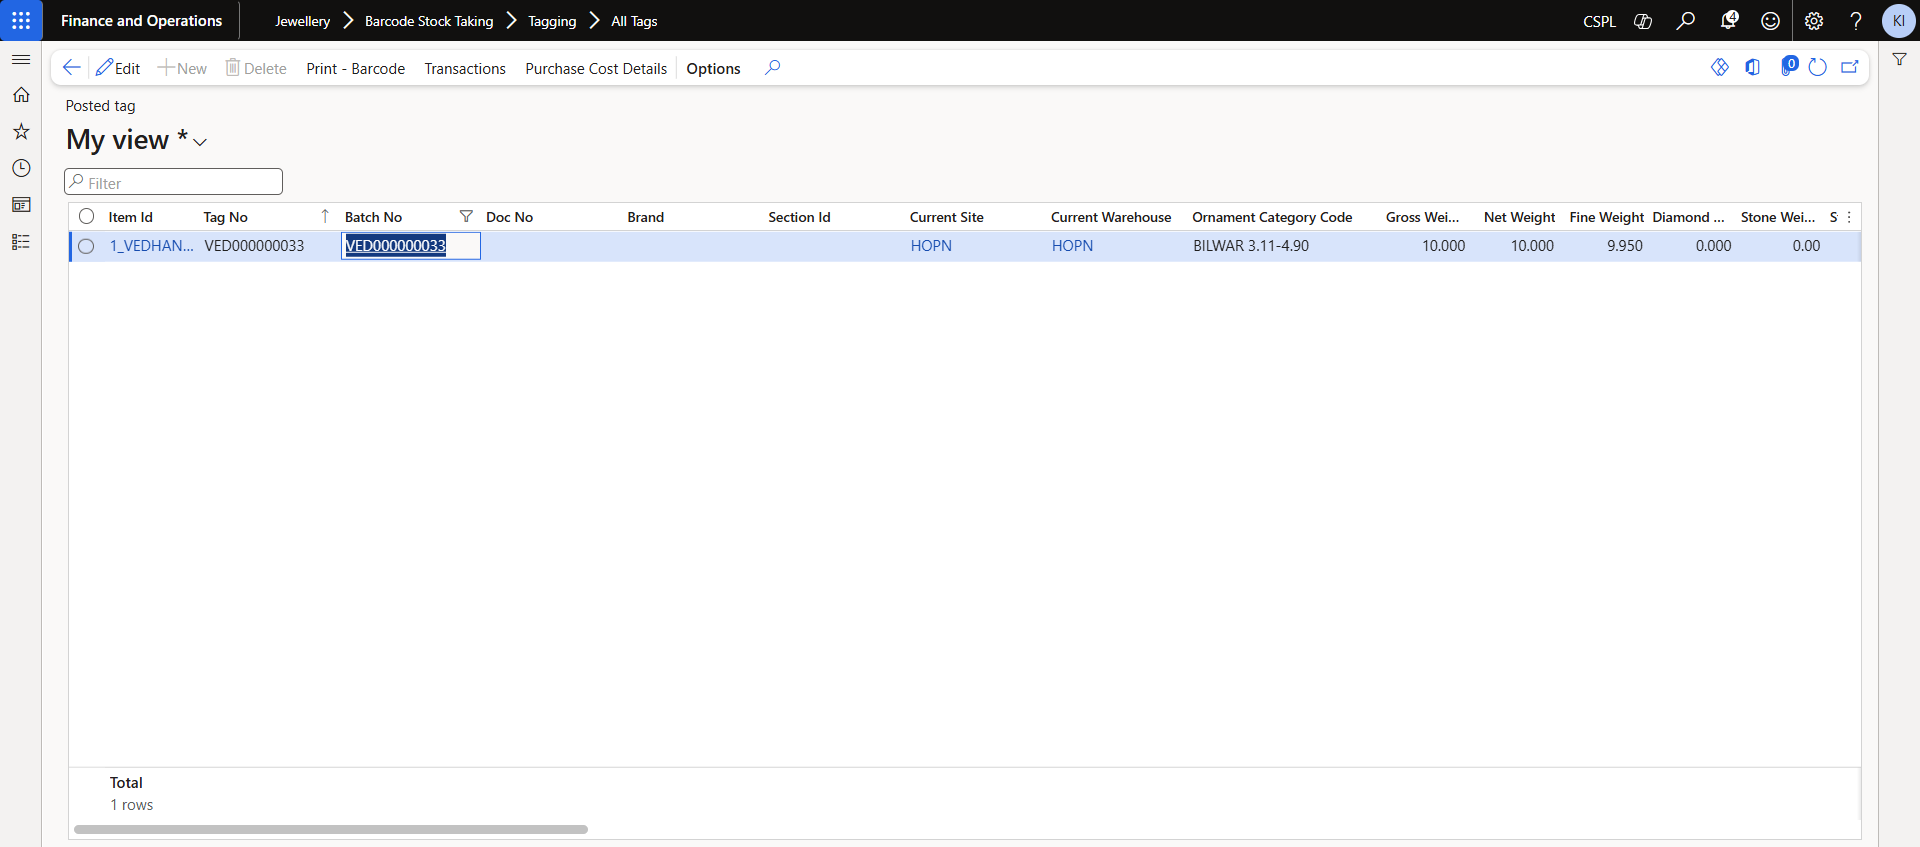 Finance and Operations Jewellery Barcode Stock Taking Tagging All Tags CSPL 4 ? KI
Edit New Delete Print - Barcode Transactions Purchase Cost Details Options 0
Posted tag
My view *
Filter
Item Id Tag No Batch No Doc No Brand Section Id Current Site Current Warehouse Ornament Category Code Gross Wei... Net Weight Fine Weight Diamond ... Stone Wei... S
1_VEDHAN... VED000000033 VED000000033 HOPN HOPN BILWAR 3.11-4.90 10.000 10.000 9.950 0.000 0.00
Total
1 rows